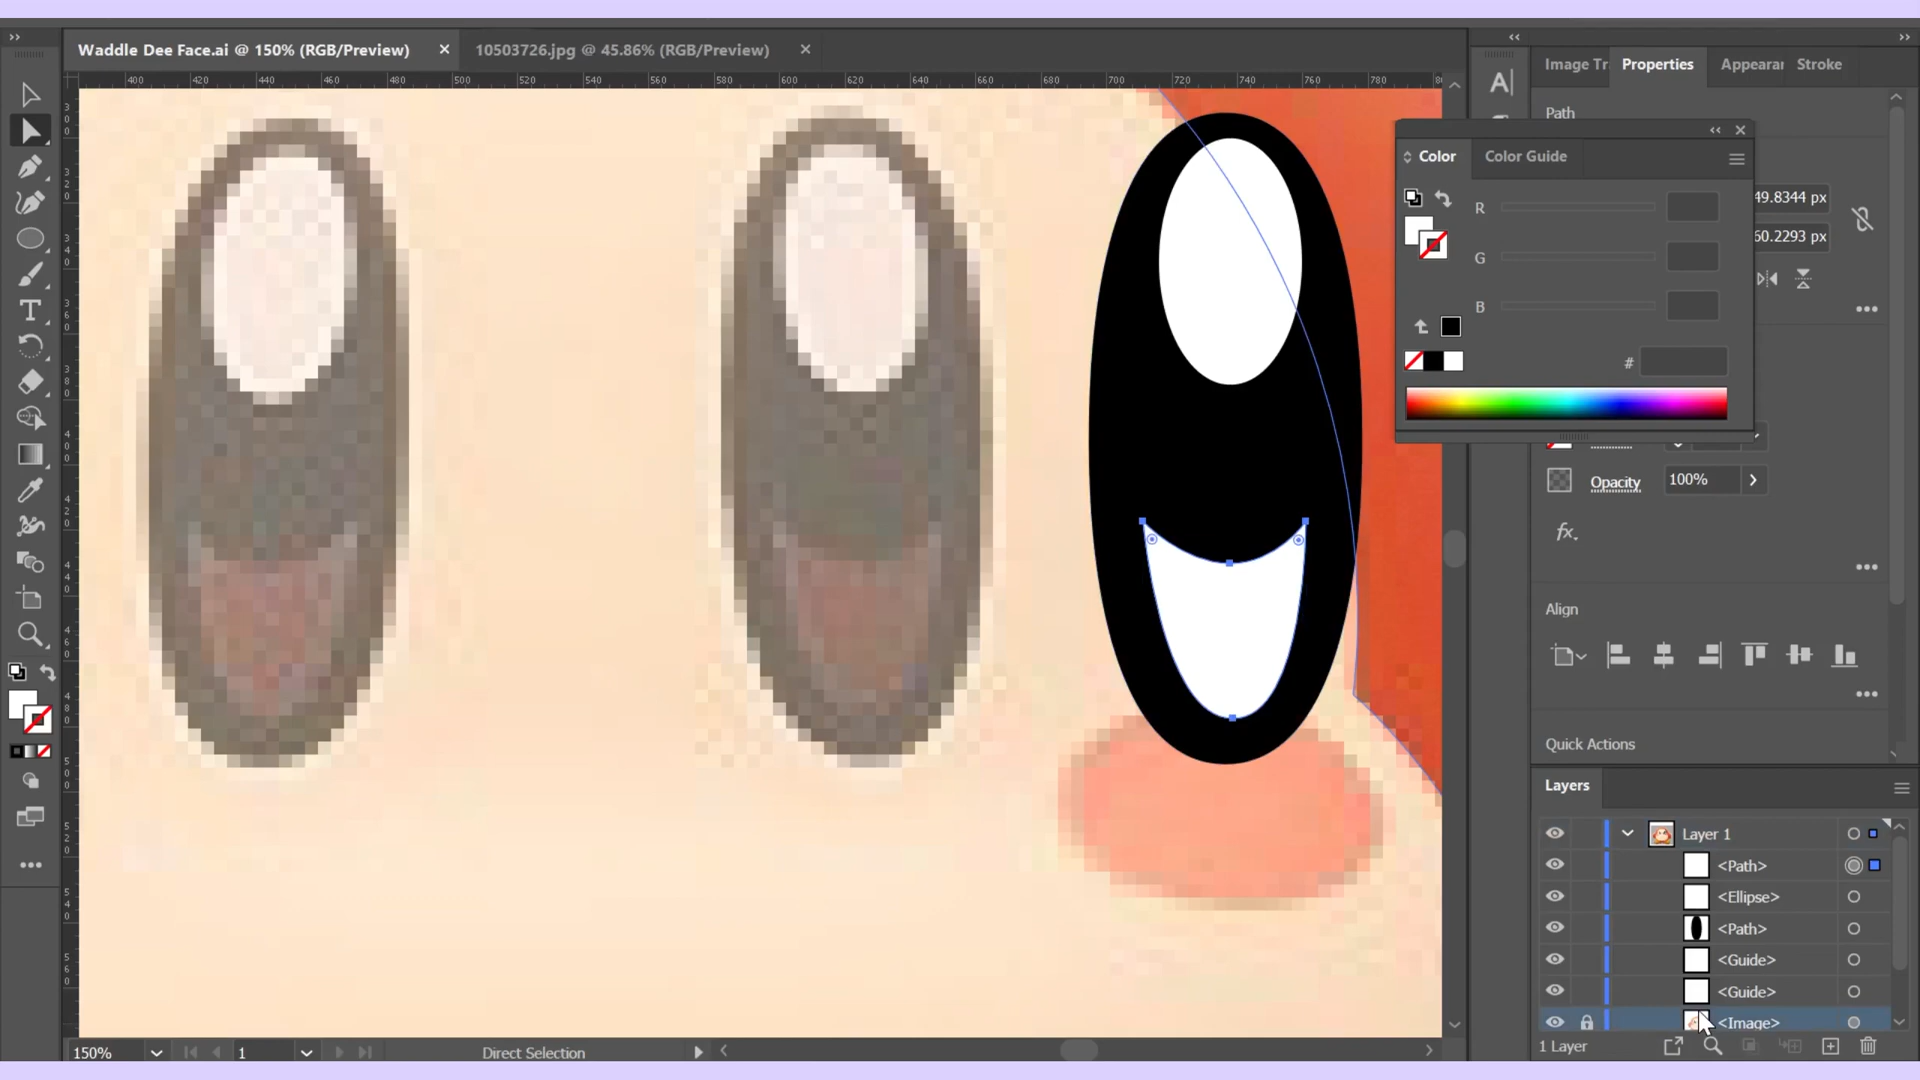 Waddle Dee Face.ai @ 150% (RGB/Preview)
10503726.jpg @ 45.86% (RGB/Preview)
400 420 440 460 480 500 520 540 560 580 600 620 640 660 680 700 720 740 760 780
Image Tr
Properties
Appearar
Stroke
Path
Color
Color Guide
R
G
B
#
49.8344 px
60.2293 px
Opacity
100%
fx.
Align
Quick Actions
Layers
Layer 1
<Path>
<Ellipse>
<Path>
<Guide>
<Guide>
<Image>
1 Layer
150%
1
Direct Selection